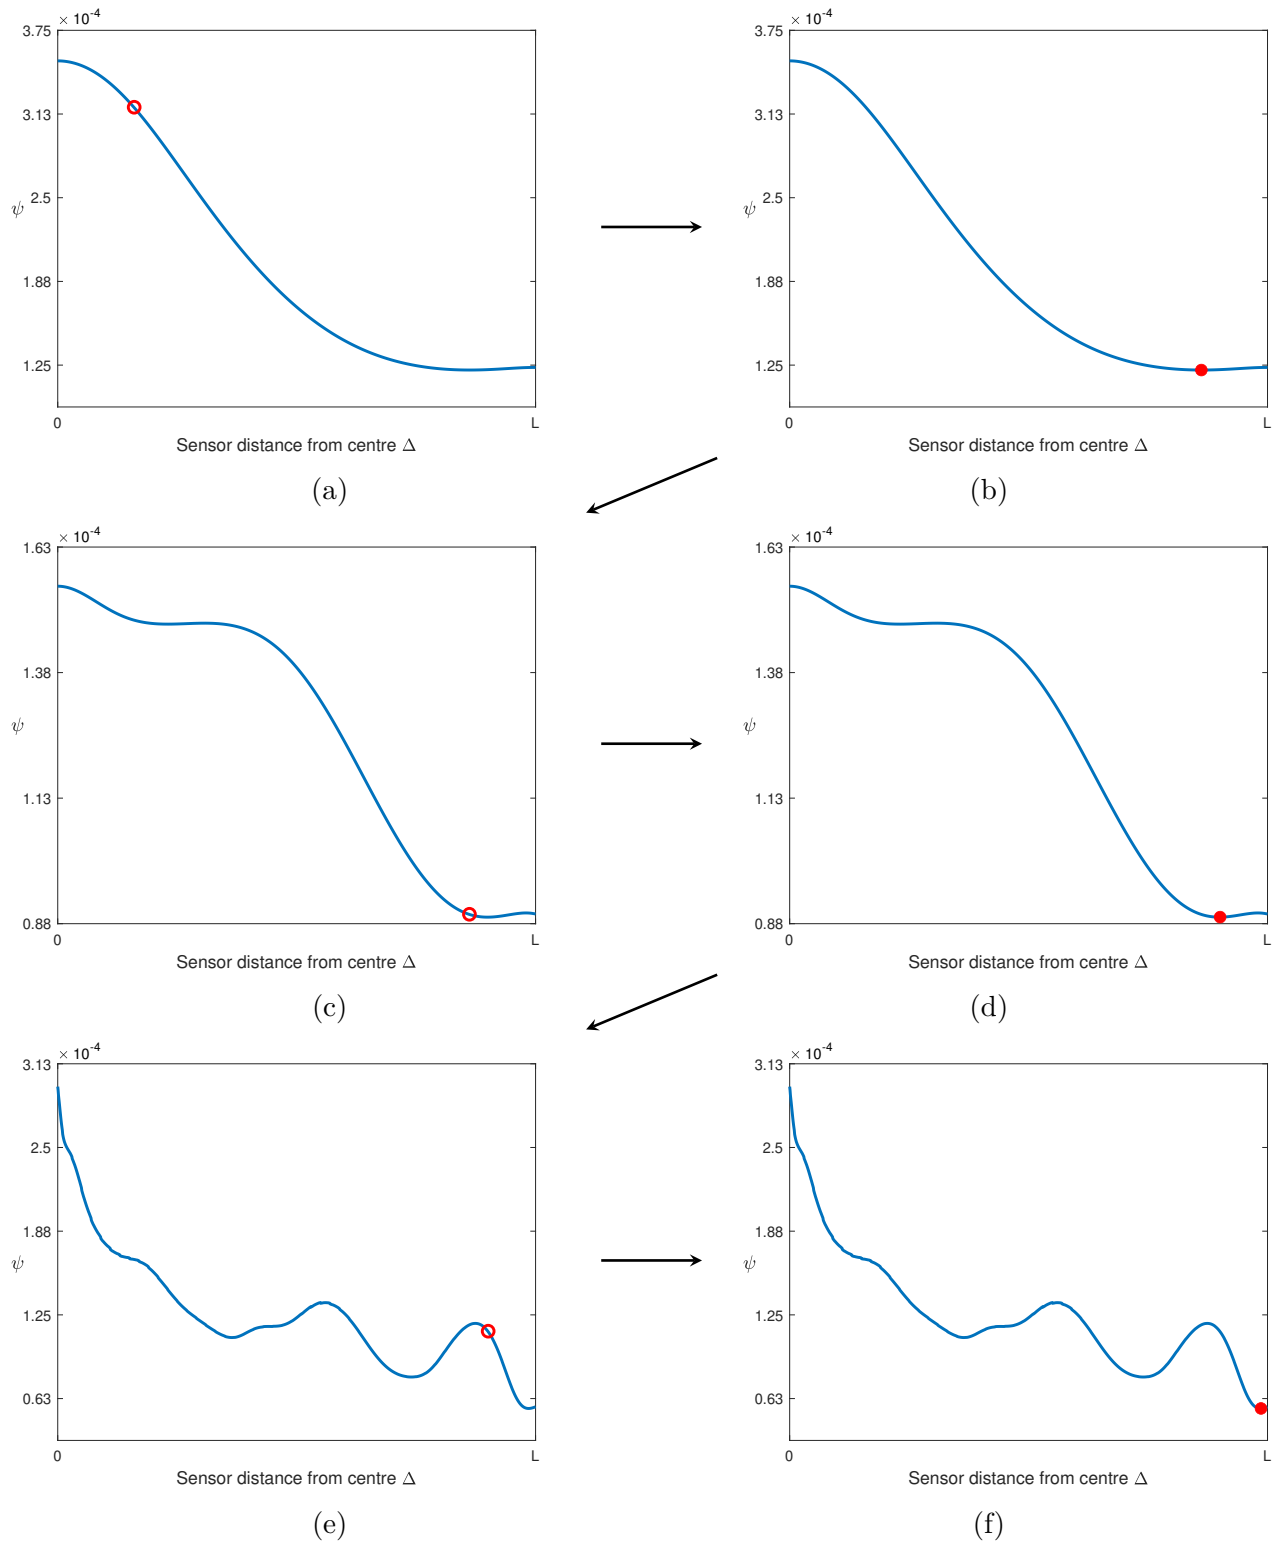 × 10-4
3.75
3.13
2.5
ψ
1.88
1.25
0
L
Sensor distance from centre Δ
(a)
× 10-4
3.75
3.13
2.5
ψ
1.88
1.25
0
L
Sensor distance from centre Δ
(b)
× 10-4
1.63
1.38
ψ
1.13
0.88
0
L
Sensor distance from centre Δ
(c)
× 10-4
1.63
1.38
ψ
1.13
0.88
0
L
Sensor distance from centre Δ
(d)
× 10-4
3.13
2.5
1.88
ψ
1.25
0.63
0
L
Sensor distance from centre Δ
(e)
× 10-4
3.13
2.5
1.88
ψ
1.25
0.63
0
L
Sensor distance from centre Δ
(f)